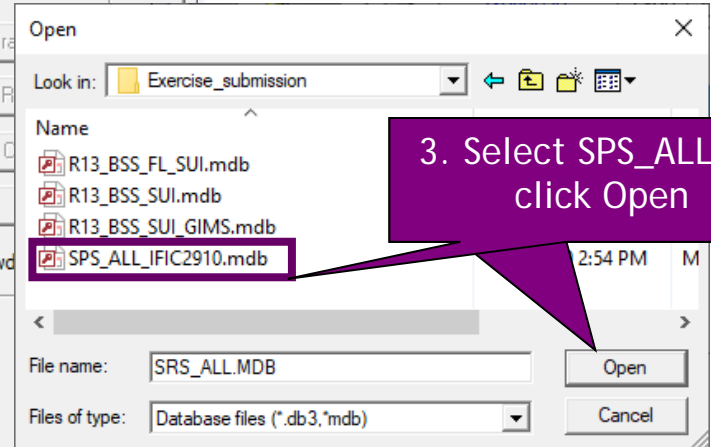 Open
Look in: Exercise_submission
Name
R13_BSS_FL_SUI.mdb
R13_BSS_SUI.mdb
R13_BSS_SUI_GIMS.mdb
SPS_ALL_IFIC2910.mdb 2:54 PM M
3. Select SPS_ALL
click Open
File name: SRS_ALL.MDB Open
Files of type: Database files (*.db3,*mdb) Cancel